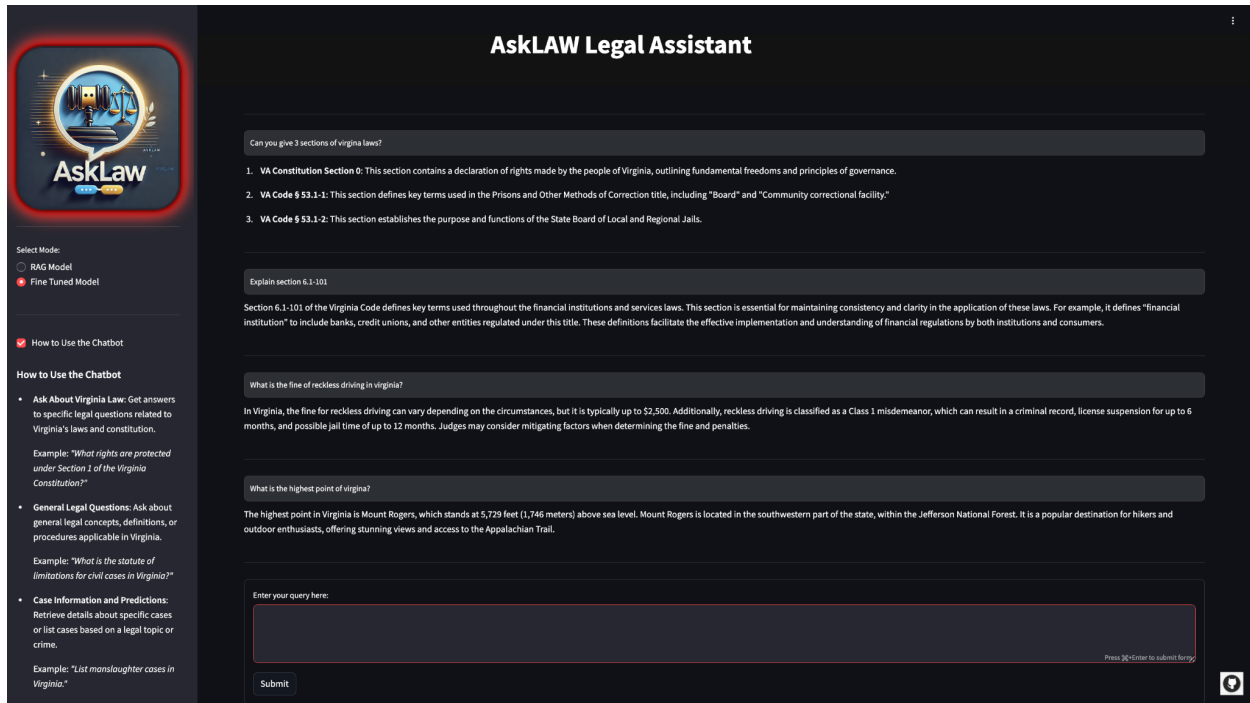 AskLaw
Select Mode:
RAG Model
Fine Tuned Model
How to Use the Chatbot
How to Use the Chatbot
• Ask About Virginia Law: Get answers
to specific legal questions related to
Virginia's laws and constitution.
Example: "What rights are protected
under Section 1 of the Virginia
Constitution?"
• General Legal Questions: Ask about
general legal concepts, definitions, or
procedures applicable in Virginia.
Example: "What is the statute of
limitations for civil cases in Virginia?"
• Case Information and Predictions:
Retrieve details about specific cases
or list cases based on a legal topic or
crime.
Example: "List manslaughter cases in
Virginia."
AskLAW Legal Assistant
Can you give 3 sections of virgina laws?
1. VA Constitution Section 0: This section contains a declaration of rights made by the people of Virginia, outlining fundamental freedoms and principles of governance.
2. VA Code § 53.1-1: This section defines key terms used in the Prisons and Other Methods of Correction title, including "Board" and "Community correctional facility."
3. VA Code § 53.1-2: This section establishes the purpose and functions of the State Board of Local and Regional Jails.
Explain section 6.1-101
Section 6.1-101 of the Virginia Code defines key terms used throughout the financial institutions and services laws. This section is essential for maintaining consistency and clarity in the application of these laws. For example, it defines "financial
institution" to include banks, credit unions, and other entities regulated under this title. These definitions facilitate the effective implementation and understanding of financial regulations by both institutions and consumers.
What is the fine of reckless driving in virginia?
In Virginia, the fine for reckless driving can vary depending on the circumstances, but it is typically up to $2,500. Additionally, reckless driving is classified as a Class 1 misdemeanor, which can result in a criminal record, license suspension for up to 6
months, and possible jail time of up to 12 months. Judges may consider mitigating factors when determining the fine and penalties.
What is the highest point of virgina?
The highest point in Virginia is Mount Rogers, which stands at 5,729 feet (1,746 meters) above sea level. Mount Rogers is located in the southwestern part of the state, within the Jefferson National Forest. It is a popular destination for hikers and
outdoor enthusiasts, offering stunning views and access to the Appalachian Trail.
Enter your query here:
Press ⌘+Enter to submit form
Submit